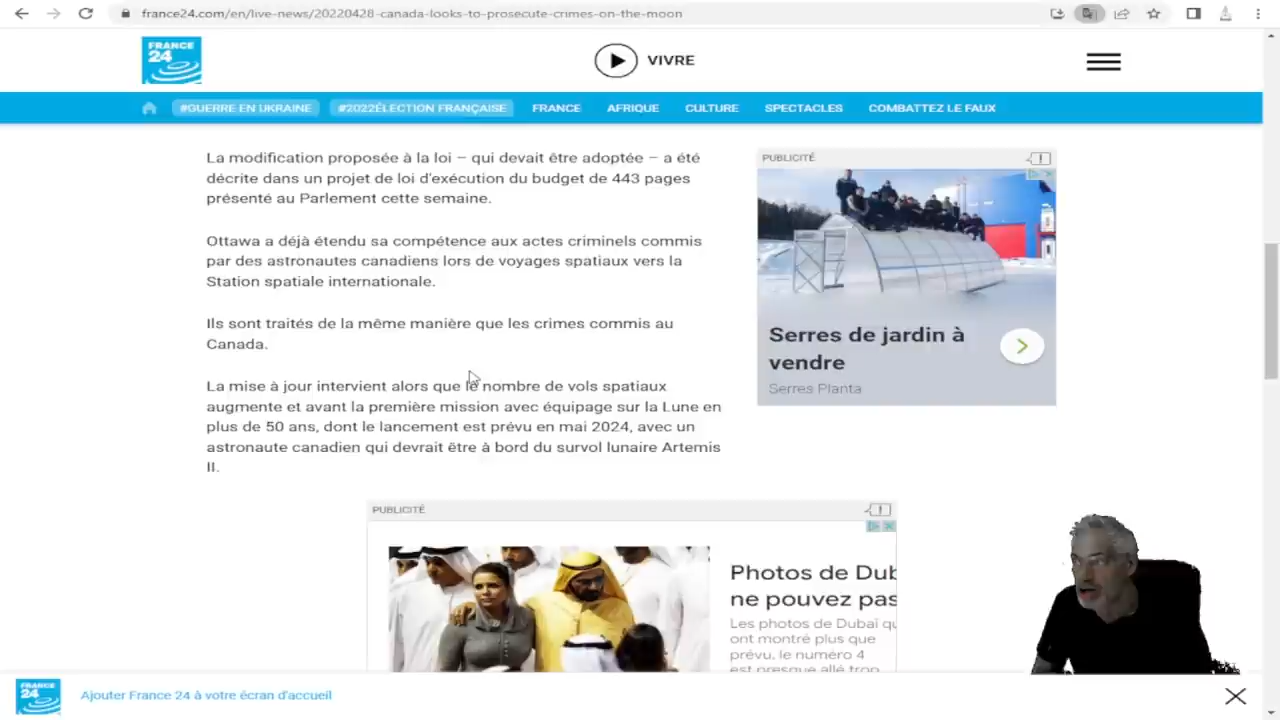 france24.com/en/live-news/20220428-canada-looks-to-prosecute-crimes-on-the-moon
FRANCE
24
VIVRE
#GUERRE EN UKRAINE
#2022ÉLECTION FRANÇAISE
FRANCE
AFRIQUE
CULTURE
SPECTACLES
COMBATTEZ LE FAUX
La modification proposée à la loi – qui devait être adoptée – a été
décrite dans un projet de loi d'exécution du budget de 443 pages
présenté au Parlement cette semaine.
Ottawa a déjà étendu sa compétence aux actes criminels commis
par des astronautes canadiens lors de voyages spatiaux vers la
Station spatiale internationale.
Ils sont traités de la même manière que les crimes commis au
Canada.
La mise à jour intervient alors que le nombre de vols spatiaux
augmente et avant la première mission avec équipage sur la Lune en
plus de 50 ans, dont le lancement est prévu en mai 2024, avec un
astronaute canadien qui devrait être à bord du survol lunaire Artemis
II.
PUBLICITÉ
Serres de jardin à
vendre
Serres Planta
PUBLICITÉ
Photos de Dub
ne pouvez pas
Les photos de Dubaï qu
ont montré plus que
prévu, le numéro 4
est presque allé trop
FRANCE
24
Ajouter France 24 à votre écran d'accueil